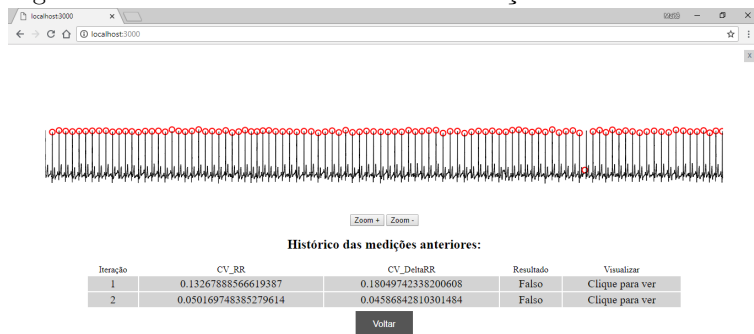 localhost:3000 x
localhost:3000
x
Zoom + Zoom -
Histórico das medições anteriores:
Iteração CV_RR CV_DeltaRR Resultado Visualizar
1 0.13267888566619387 0.18049742338200608 Falso Clique para ver
2 0.050169748385279614 0.04586842810301484 Falso Clique para ver
Voltar